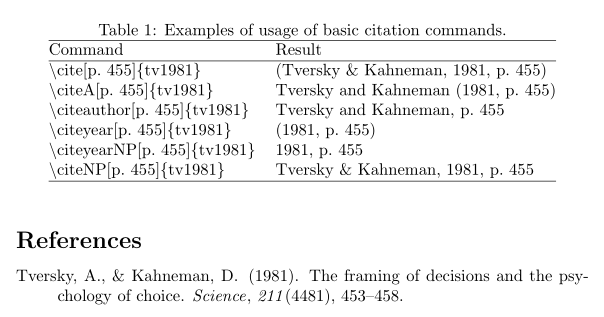 Table 1: Examples of usage of basic citation commands.
Command Result
\cite[p. 455]{tv1981} (Tversky & Kahneman, 1981, p. 455)
\citeA[p. 455]{tv1981} Tversky and Kahneman (1981, p. 455)
\citeauthor[p. 455]{tv1981} Tversky and Kahneman, p. 455
\citeyear[p. 455]{tv1981} (1981, p. 455)
\citeyearNP[p. 455]{tv1981} 1981, p. 455
\citeNP[p. 455]{tv1981} Tversky & Kahneman, 1981, p. 455
References
Tversky, A., & Kahneman, D. (1981). The framing of decisions and the psy-
chology of choice. Science, 211(4481), 453–458.